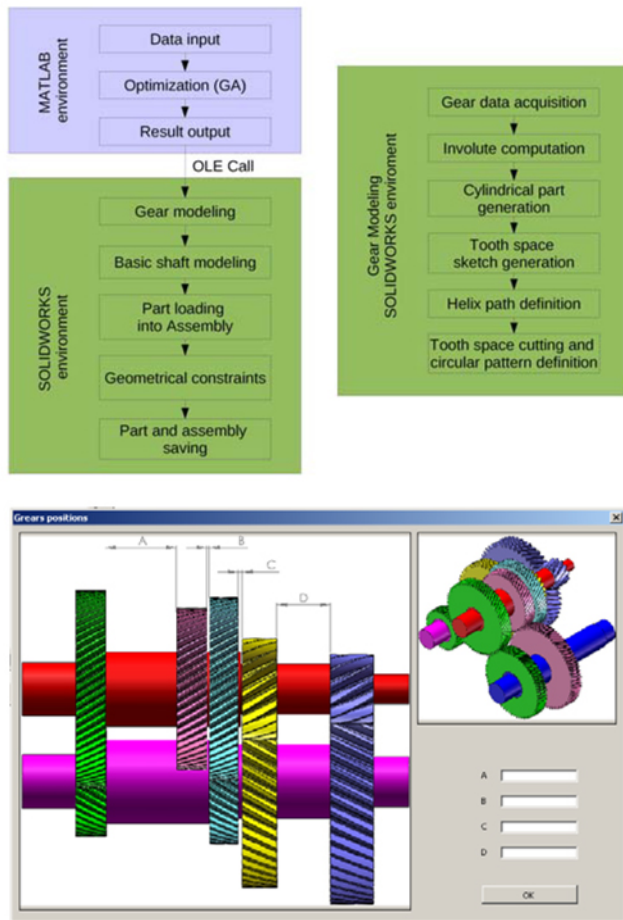 MATLAB
environment
Data input
Optimization (GA)
Result output
OLE Call
SOLIDWORKS
environment
Gear modeling
Basic shaft modeling
Part loading
into Assembly
Geometrical constraints
Part and assembly
saving
Gear Modeling
SOLIDWORKS enviroment
Gear data acquisition
Involute computation
Cylindrical part
generation
Tooth space
sketch generation
Helix path definition
Tooth space cutting and
circular pattern definition
Grears positions
A
B
C
D
A
B
C
D
OK